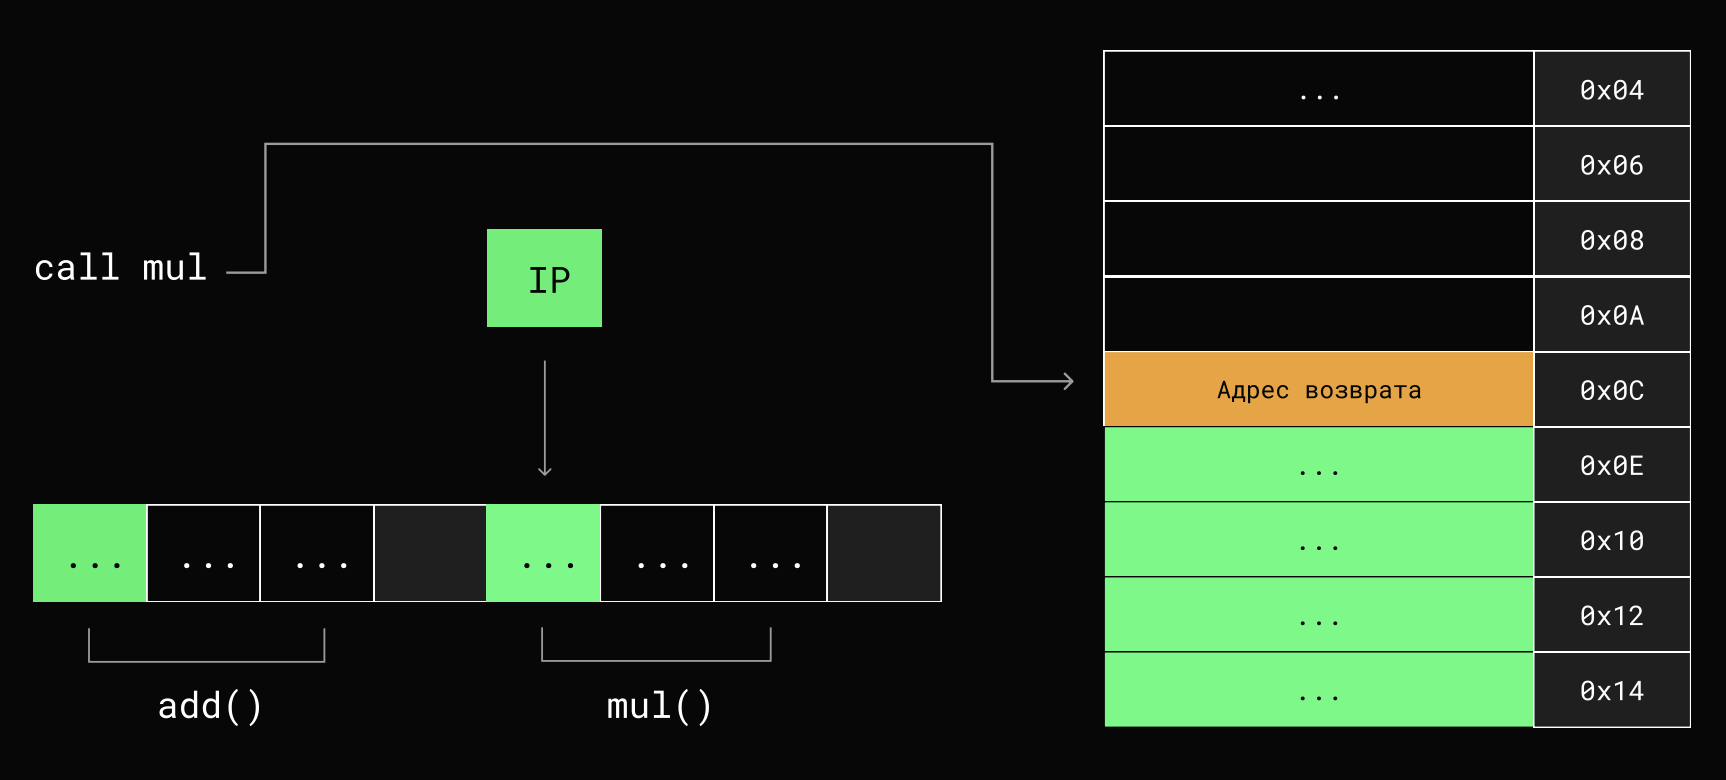 call mul
IP
... ... ... ... ... ...
add() mul()
... 0x04
0x06
0x08
0x0A
Адрес возврата 0x0C
... 0x0E
... 0x10
... 0x12
... 0x14